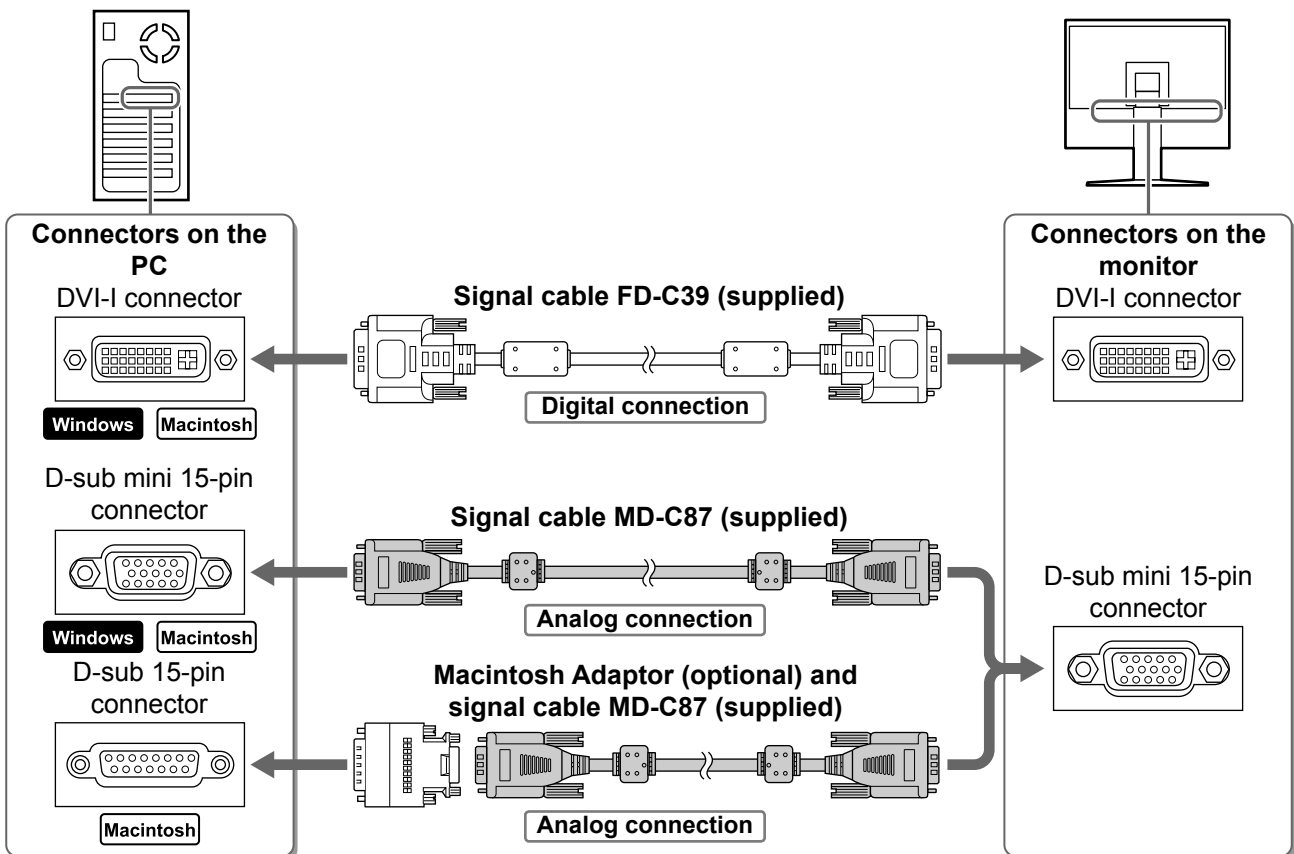 Connectors on the
PC
DVI-I connector
Windows
Macintosh
D-sub mini 15-pin
connector
Windows
Macintosh
D-sub 15-pin
connector
Macintosh
Signal cable FD-C39 (supplied)
Digital connection
Signal cable MD-C87 (supplied)
Analog connection
Macintosh Adaptor (optional) and
signal cable MD-C87 (supplied)
Analog connection
Connectors on the
monitor
DVI-I connector
D-sub mini 15-pin
connector